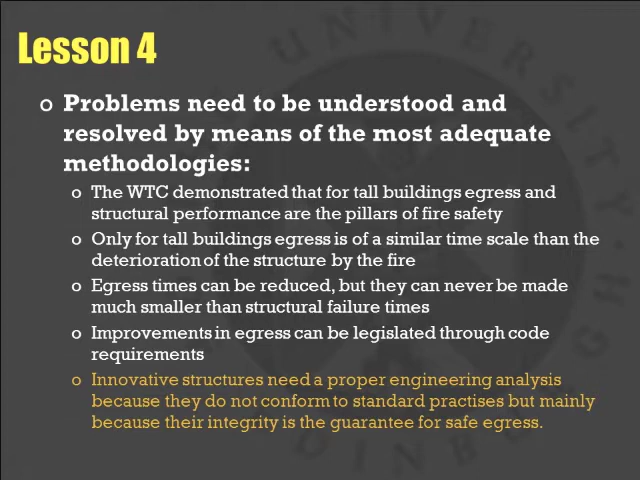 Lesson 4
o Problems need to be understood and
resolved by means of the most adequate
methodologies:
o The WTC demonstrated that for tall buildings egress and
structural performance are the pillars of fire safety
o Only for tall buildings egress is of a similar time scale than the
deterioration of the structure by the fire
o Egress times can be reduced, but they can never be made
much smaller than structural failure times
o Improvements in egress can be legislated through code
requirements
o Innovative structures need a proper engineering analysis
because they do not conform to standard practises but mainly
because their integrity is the guarantee for safe egress.